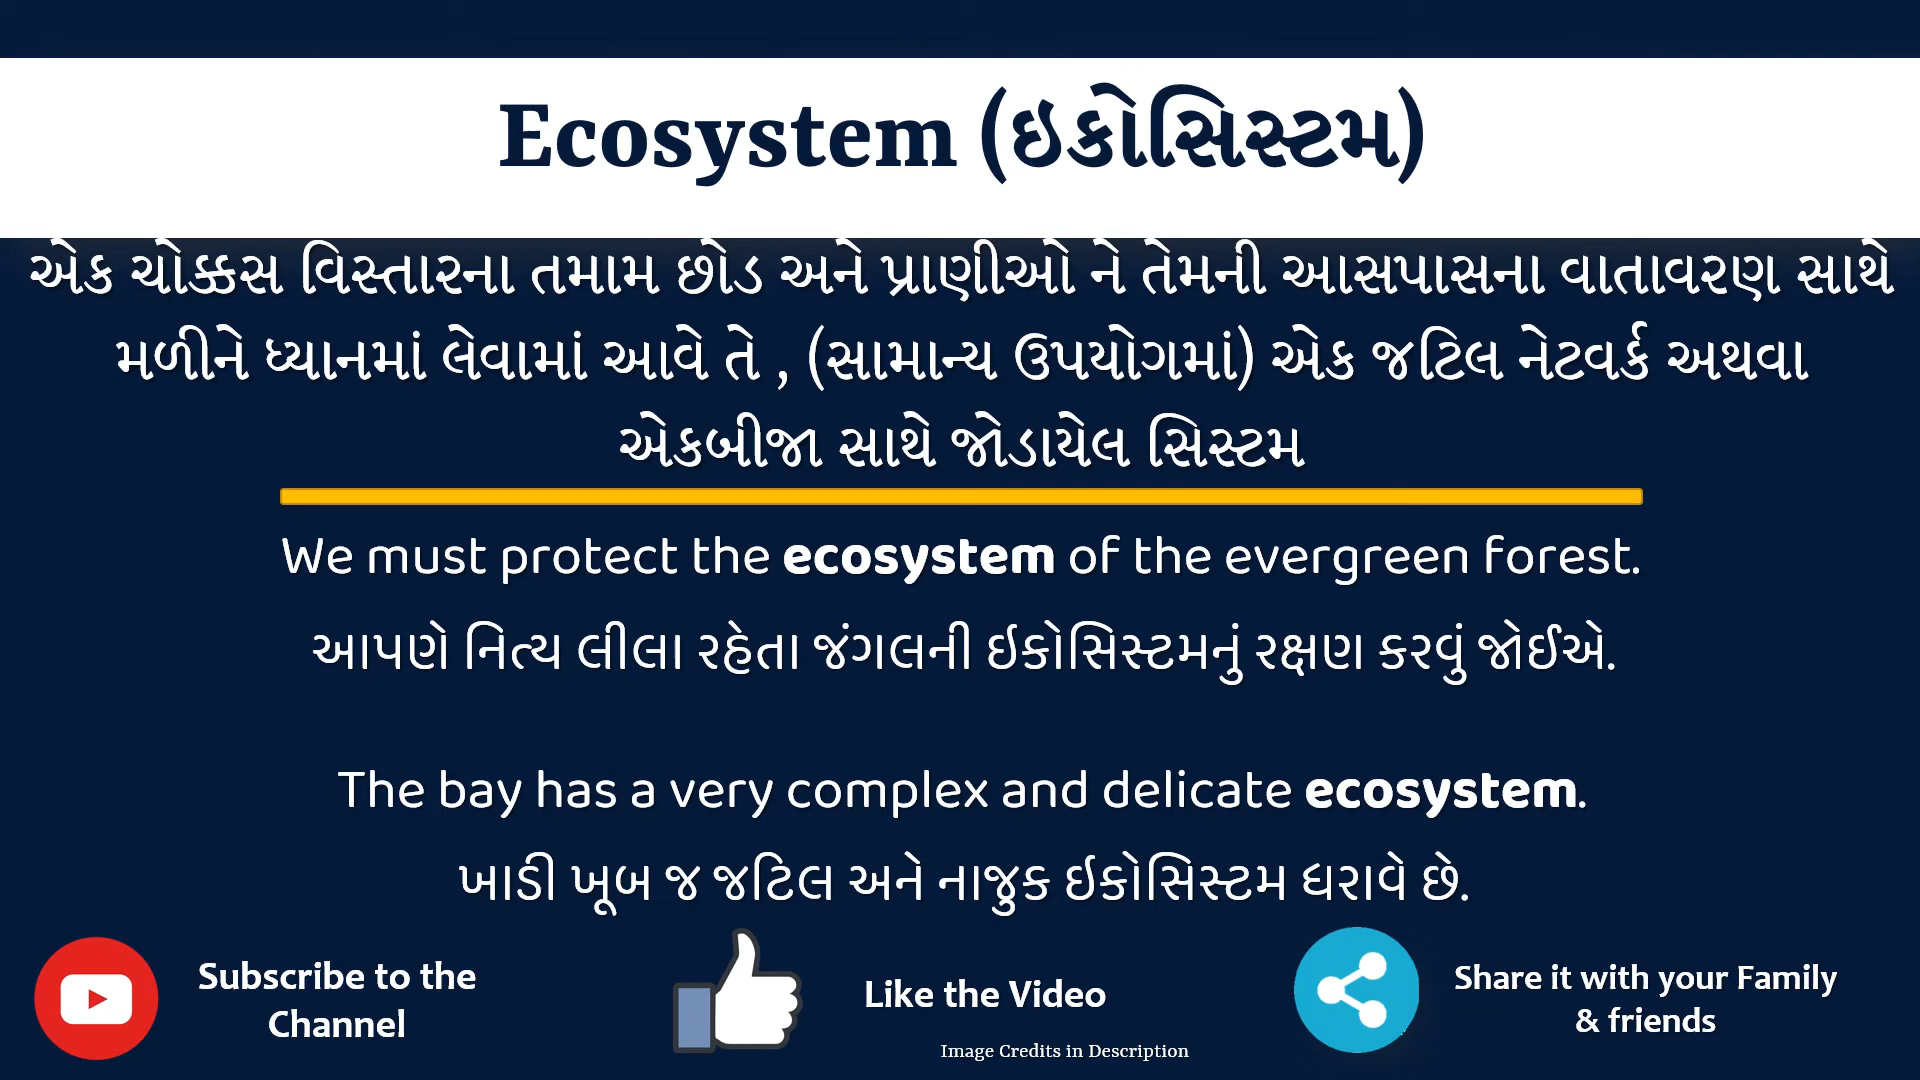 Ecosystem (ઇકોસિસ્ટમ)
એક ચોક્કસ વિસ્તારના તમામ છોડ અને પ્રાણીઓ ને તેમની આસપાસના વાતાવરણ સાથે
મળીને ધ્યાનમાં લેવામાં આવે તે , (સામાન્ય ઉપયોગમાં) એક જટિલ નેટવર્ક અથવા
એકબીજા સાથે જોડાયેલ સિસ્ટમ
We must protect the ecosystem of the evergreen forest.
આપણે નિત્ય લીલા રહેતા જંગલની ઇકોસિસ્ટમનું રક્ષણ કરવું જોઈએ.
The bay has a very complex and delicate ecosystem.
ખાડી ખૂબ જ જટિલ અને નાજુક ઇકોસિસ્ટમ ધરાવે છે.
Subscribe to the
Channel
Like the Video
Share it with your Family
& friends
Image Credits in Description